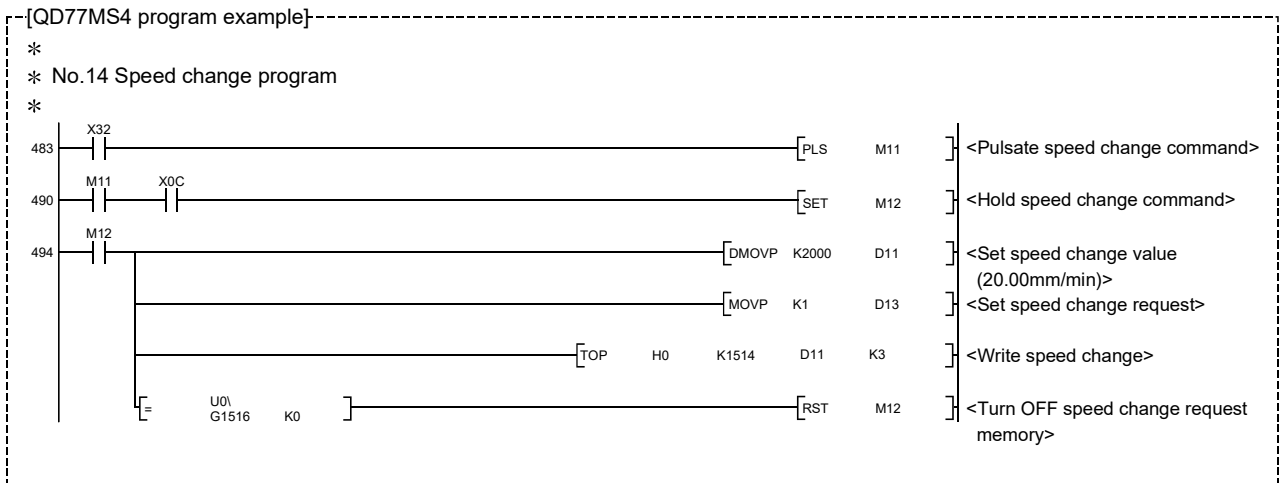 [QD77MS4 program example]
*
* No.14 Speed change program
*
X32
483 [PLS M11 ] <Pulsate speed change command>
M11 X0C
490 [SET M12 ] <Hold speed change command>
M12
494 [DMOVP K2000 D11 ] <Set speed change value
(20.00mm/min)>
[MOVP K1 D13 ] <Set speed change request>
[TOP H0 K1514 D11 K3 ] <Write speed change>
[= U0\
G1516 K0 ] [RST M12 ] <Turn OFF speed change request
memory>